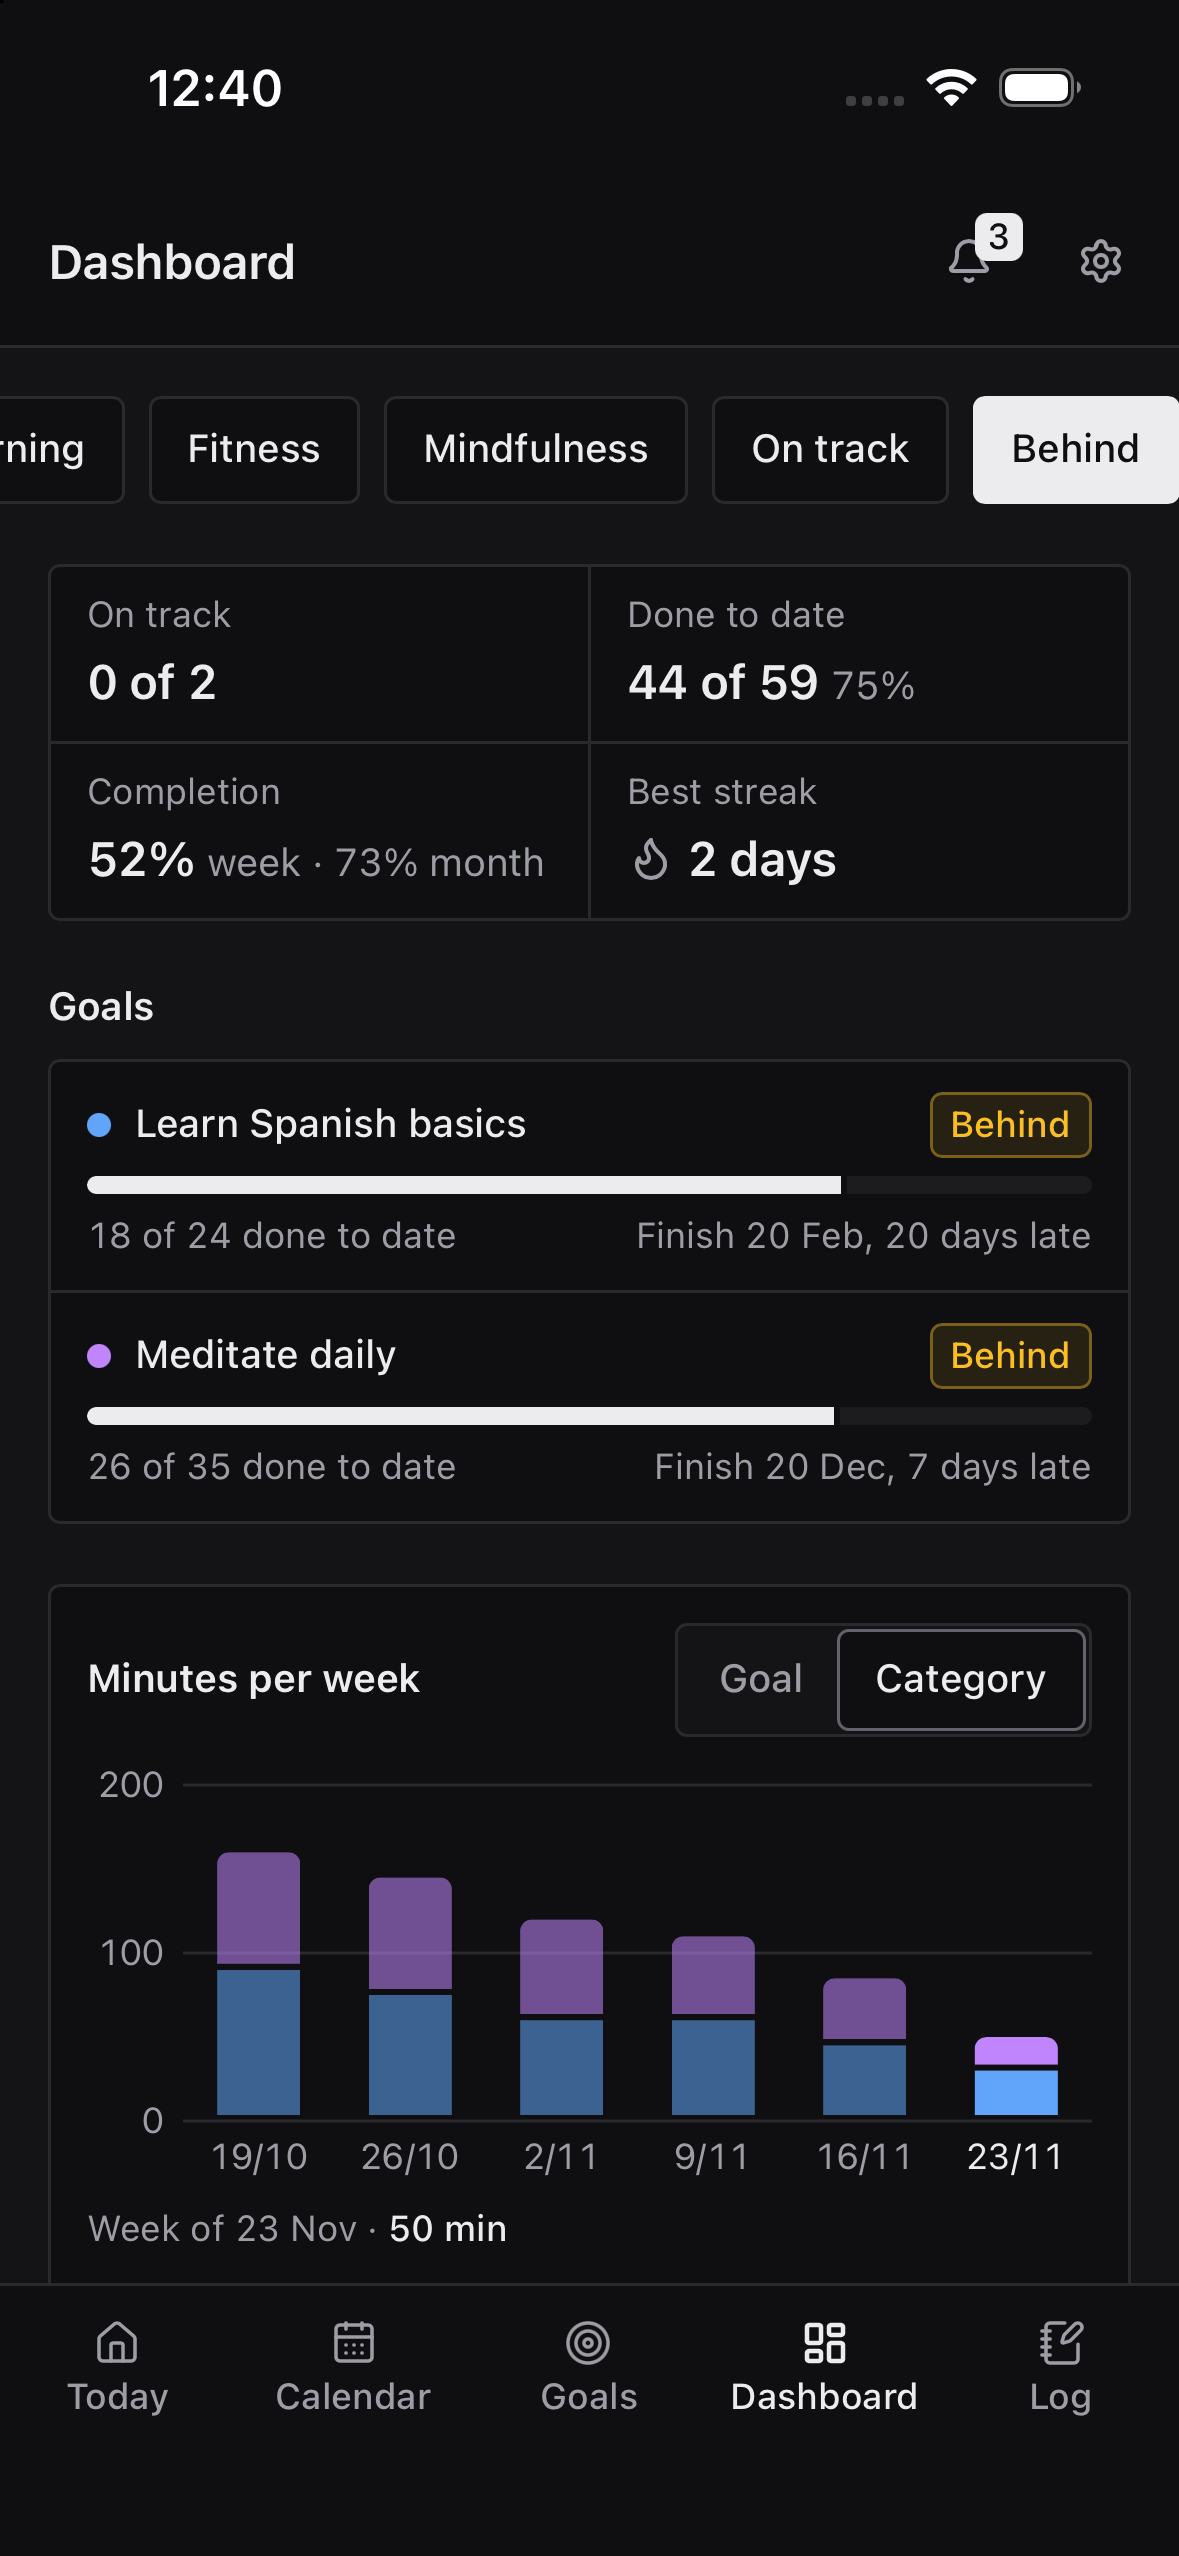 12:40
Dashboard
3
rning
Fitness
Mindfulness
On track
Behind
On track
0 of 2
Done to date
44 of 59 75%
Completion
52% week · 73% month
Best streak
2 days
Goals
Learn Spanish basics
Behind
18 of 24 done to date
Finish 20 Feb, 20 days late
Meditate daily
Behind
26 of 35 done to date
Finish 20 Dec, 7 days late
Minutes per week
Goal
Category
200
100
0
19/10
26/10
2/11
9/11
16/11
23/11
Week of 23 Nov · 50 min
Today
Calendar
Goals
Dashboard
Log